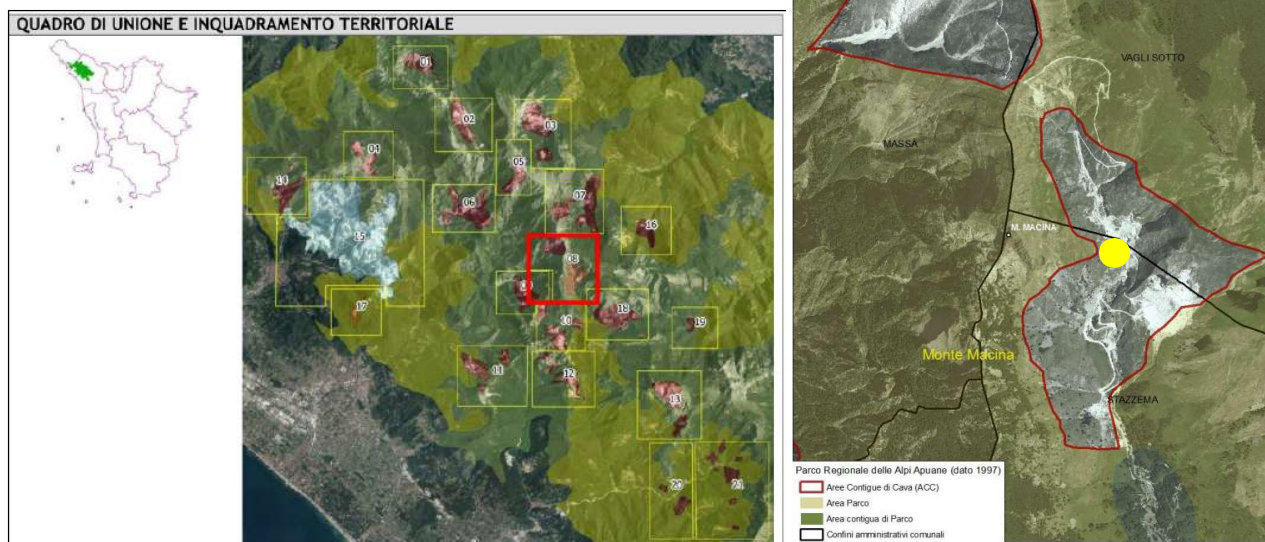 QUADRO DI UNIONE E INQUADRAMENTO TERRITORIALE
01
02
03
04
05
14
06
07
16
15
08
17
10
18
19
11
12
13
20
21
VAGLI SOTTO
MASSA
M. MACINA
Monte Macina
STAZZEMA
Parco Regionale delle Alpi Apuane (dato 1997)
Aree Contigue di Cava (ACC)
Area Parco
Area contigua di Parco
Confini amministrativi comunali